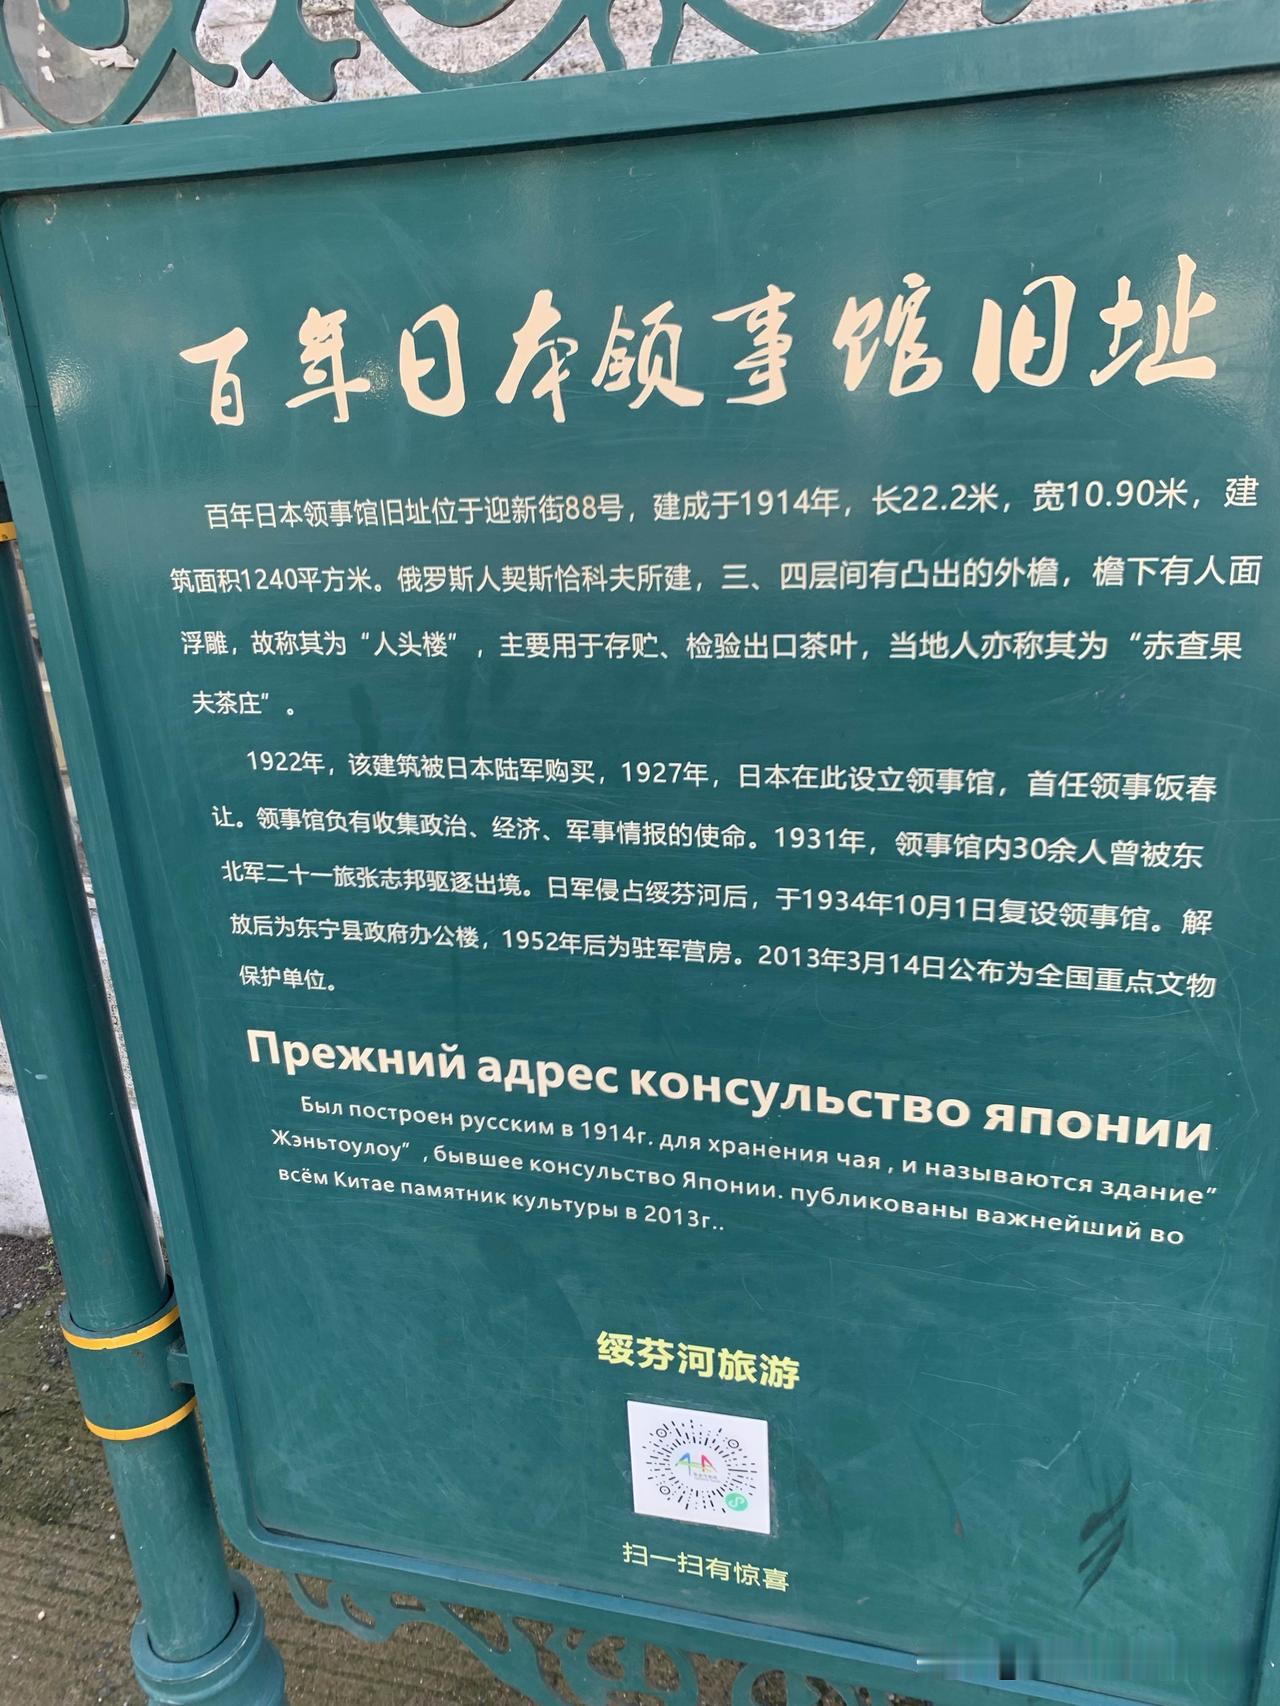 百年日本领事馆旧址
百年日本领事馆旧址位于迎新街88号，建成于1914年，长22.2米，宽10.90米，建
筑面积1240平方米。俄罗斯人契斯恰科夫所建，三、四层间有凸出的外檐，檐下有人面
浮雕，故称其为“人头楼”，主要用于存贮、检验出口茶叶，当地人亦称其为“赤查果
夫茶庄”。
1922年，该建筑被日本陆军购买，1927年，日本在此设立领事馆，首任领事饭春
让。领事馆负有收集政治、经济、军事情报的使命。1931年，领事馆内30余人曾被东
北军二十一旅张志邦驱逐出境。日军侵占绥芬河后，于1934年10月1日复设领事馆。解
放后为东宁县政府办公楼，1952年后为驻军营房。2013年3月14日公布为全国重点文物
保护单位。
Прежний адрес консульство японии
Был построен русским в 1914г. для хранения чая , и называются здание”
Жэньтоулоу” , бывшее консульство Японии. публикованы важнейший во
всём Китае памятник культуры в 2013г..
绥芬河旅游
扫一扫有惊喜